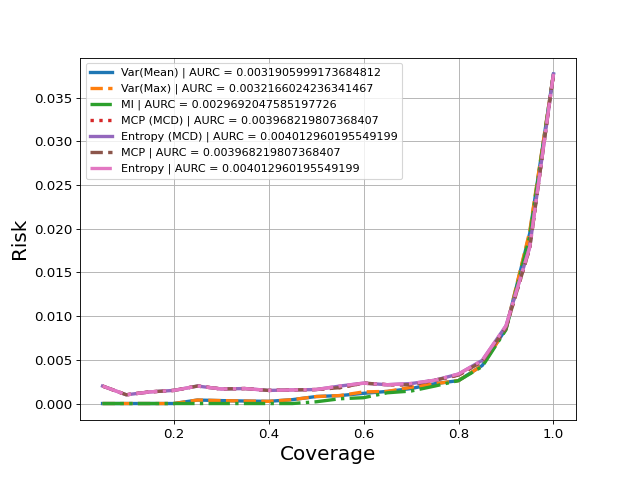 Var(Mean) | AURC = 0.0031905999173684812
Var(Max) | AURC = 0.0032166024236341467
MI | AURC = 0.0029692047585197726
MCP (MCD) | AURC = 0.003968219807368407
Entropy (MCD) | AURC = 0.004012960195549199
MCP | AURC = 0.003968219807368407
Entropy | AURC = 0.004012960195549199
0.035
0.030
0.025
0.020
0.015
0.010
0.005
0.000
Risk
0.2
0.4
0.6
0.8
1.0
Coverage